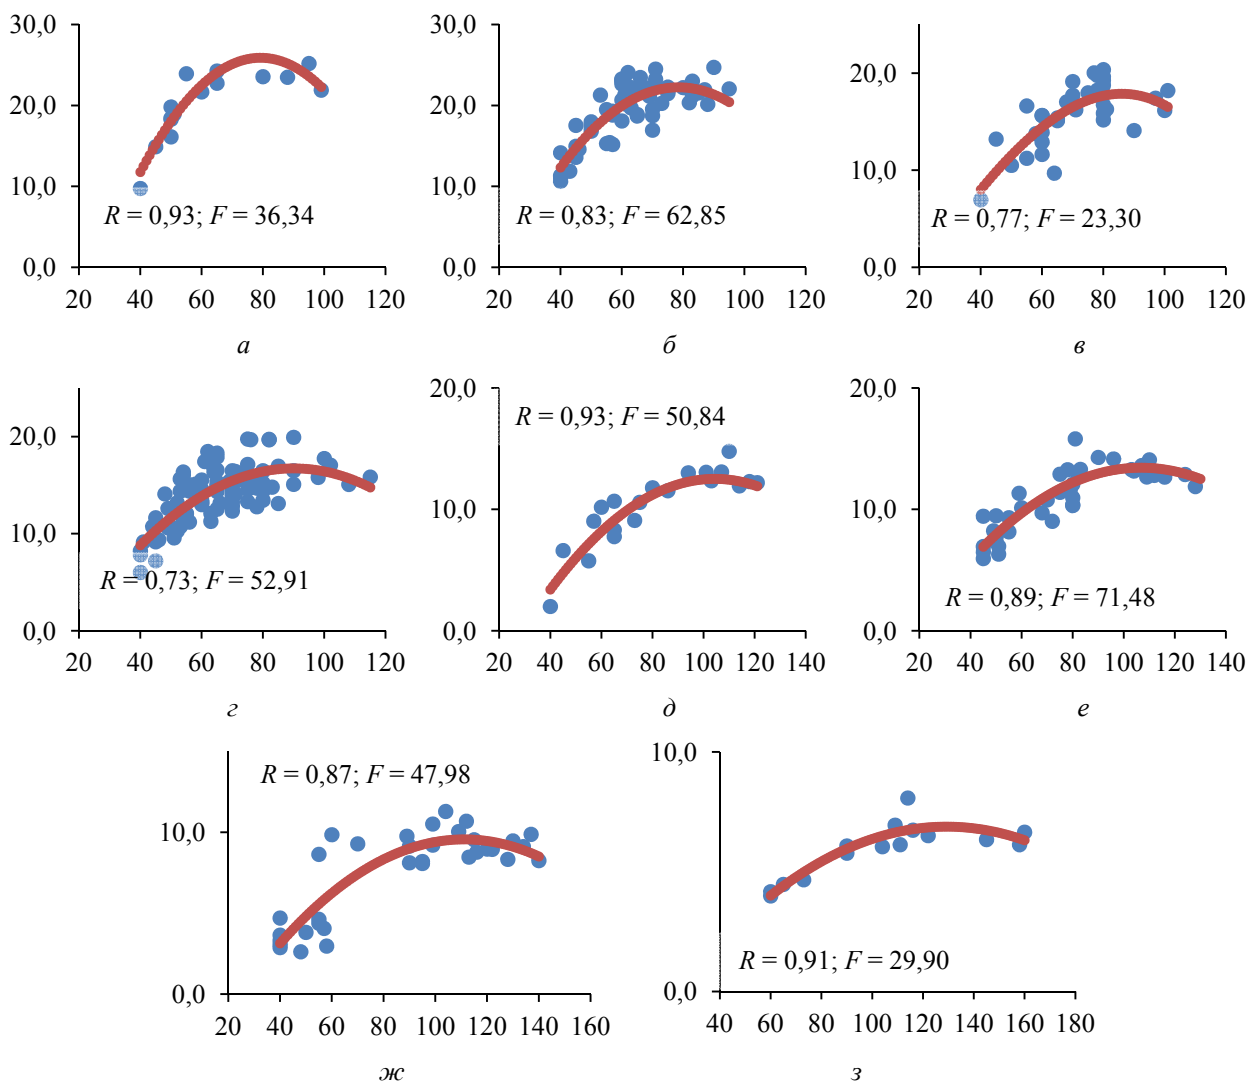 30,0
20,0
10,0
0,0
R = 0,93; F = 36,34
20 40 60 80 100 120
а
30,0
20,0
10,0
0,0
R = 0,83; F = 62,85
20 40 60 80 100 120
б
20,0
10,0
0,0
R = 0,77; F = 23,30
20 40 60 80 100 120
в
20,0
10,0
0,0
R = 0,73; F = 52,91
20 40 60 80 100 120
г
20,0
10,0
0,0
R = 0,93; F = 50,84
20 40 60 80 100 120 140
д
20,0
10,0
0,0
R = 0,89; F = 71,48
20 40 60 80 100 120 140
е
10,0
0,0
R = 0,87; F = 47,98
20 40 60 80 100 120 140 160
ж
10,0
0,0
R = 0,91; F = 29,90
40 60 80 100 120 140 160 180
з